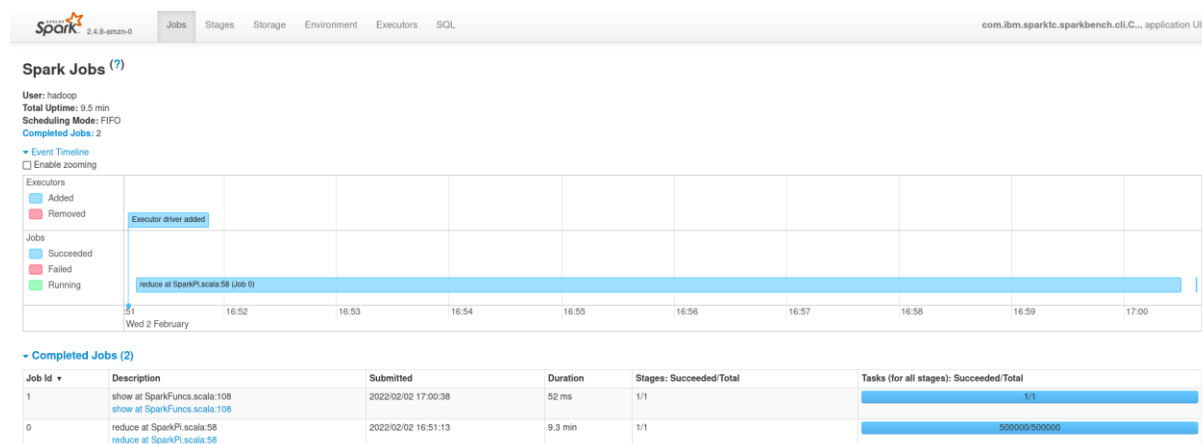 APACHE
Spark 2.4.8-amzn-0 Jobs Stages Storage Environment Executors SQL com.ibm.sparktc.sparkbench.cli.C... application UI
Spark Jobs (?)
User: hadoop
Total Uptime: 9.5 min
Scheduling Mode: FIFO
Completed Jobs: 2
Event Timeline
Enable zooming
Executors
Added
Removed
Executor driver added
Jobs
Succeeded
Failed
Running
reduce at SparkPi.scala:58 (Job 0)
:51 16:52 16:53 16:54 16:55 16:56 16:57 16:58 16:59 17:00
Wed 2 February
Completed Jobs (2)
Job Id ▾ Description Submitted Duration Stages: Succeeded/Total Tasks (for all stages): Succeeded/Total
1 show at SparkFuncs.scala:108 2022/02/02 17:00:38 52 ms 1/1 1/1
show at SparkFuncs.scala:108
0 reduce at SparkPi.scala:58 2022/02/02 16:51:13 9.3 min 1/1 500000/500000
reduce at SparkPi.scala:58